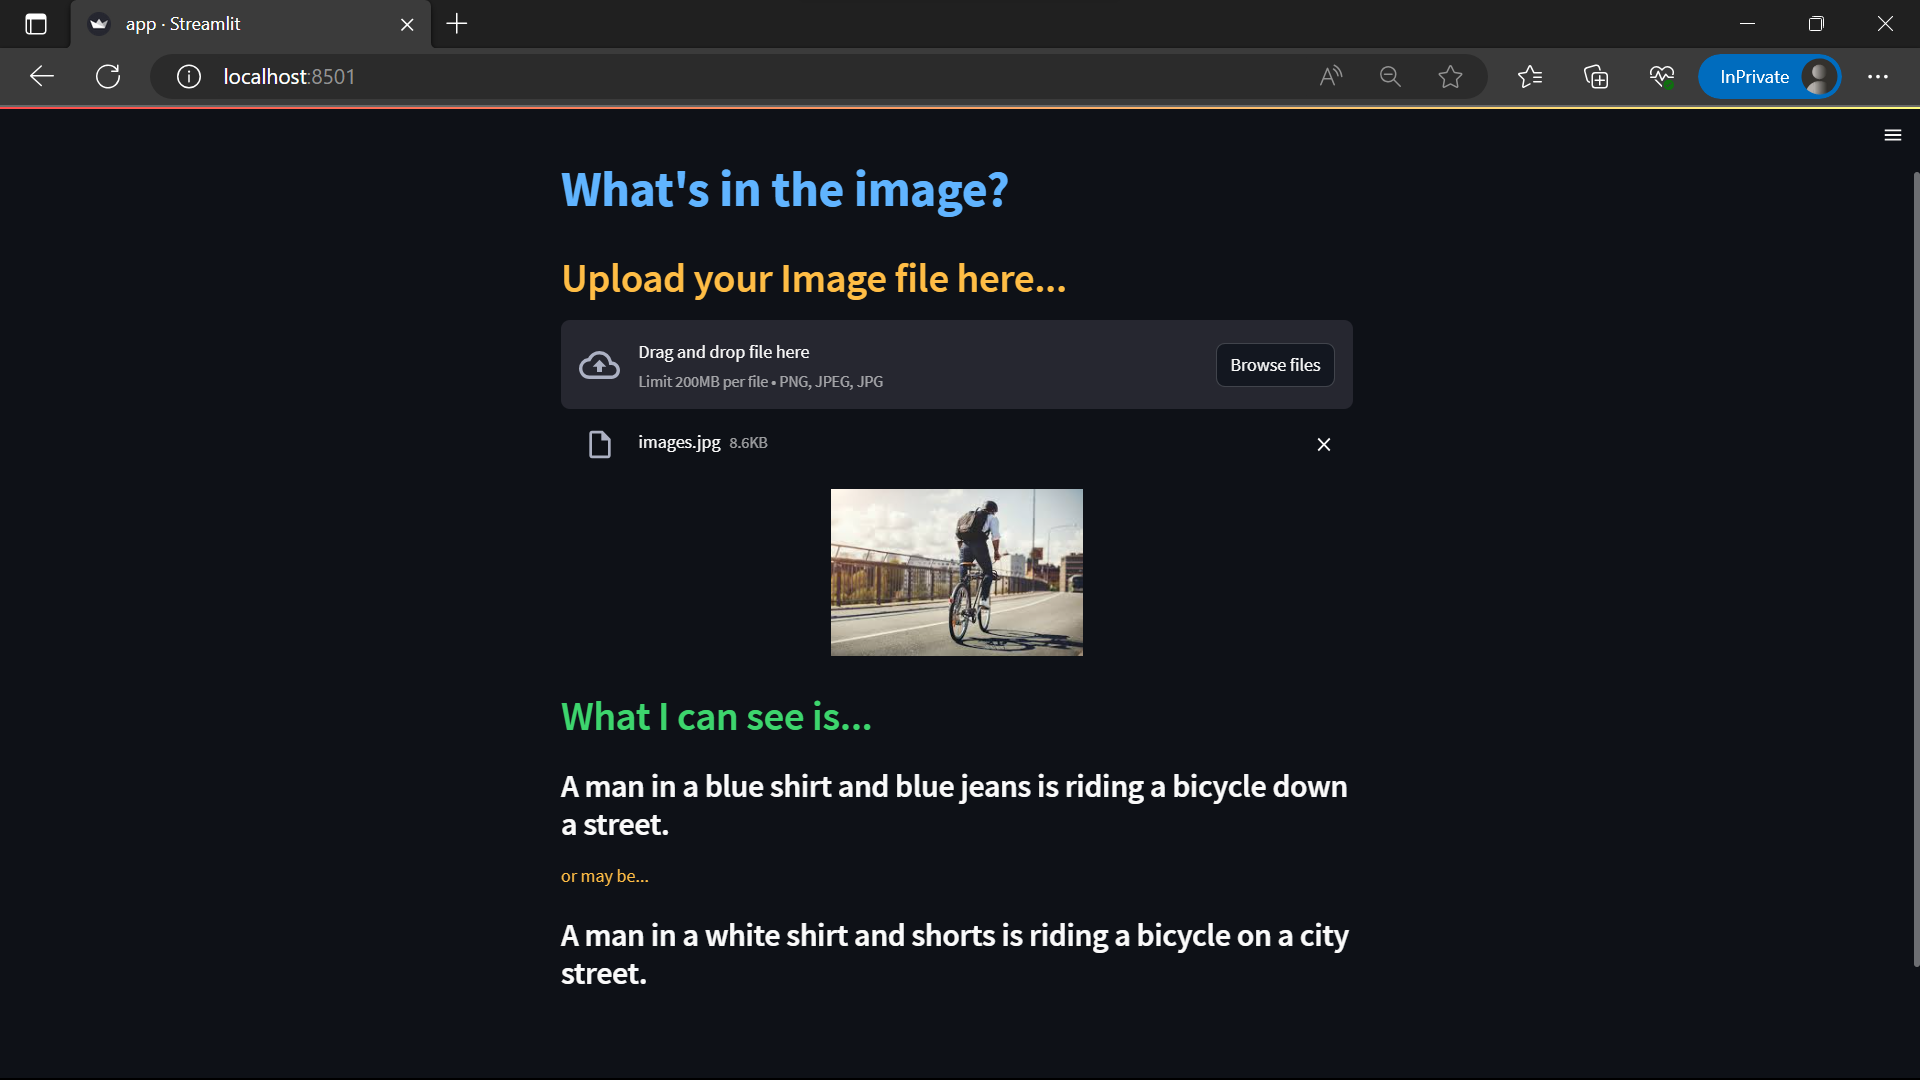 app · Streamlit
localhost:8501
InPrivate
What's in the image?
Upload your Image file here...
Drag and drop file here
Limit 200MB per file • PNG, JPEG, JPG
Browse files
images.jpg 8.6KB
What I can see is...
A man in a blue shirt and blue jeans is riding a bicycle down
a street.
or may be...
A man in a white shirt and shorts is riding a bicycle on a city
street.